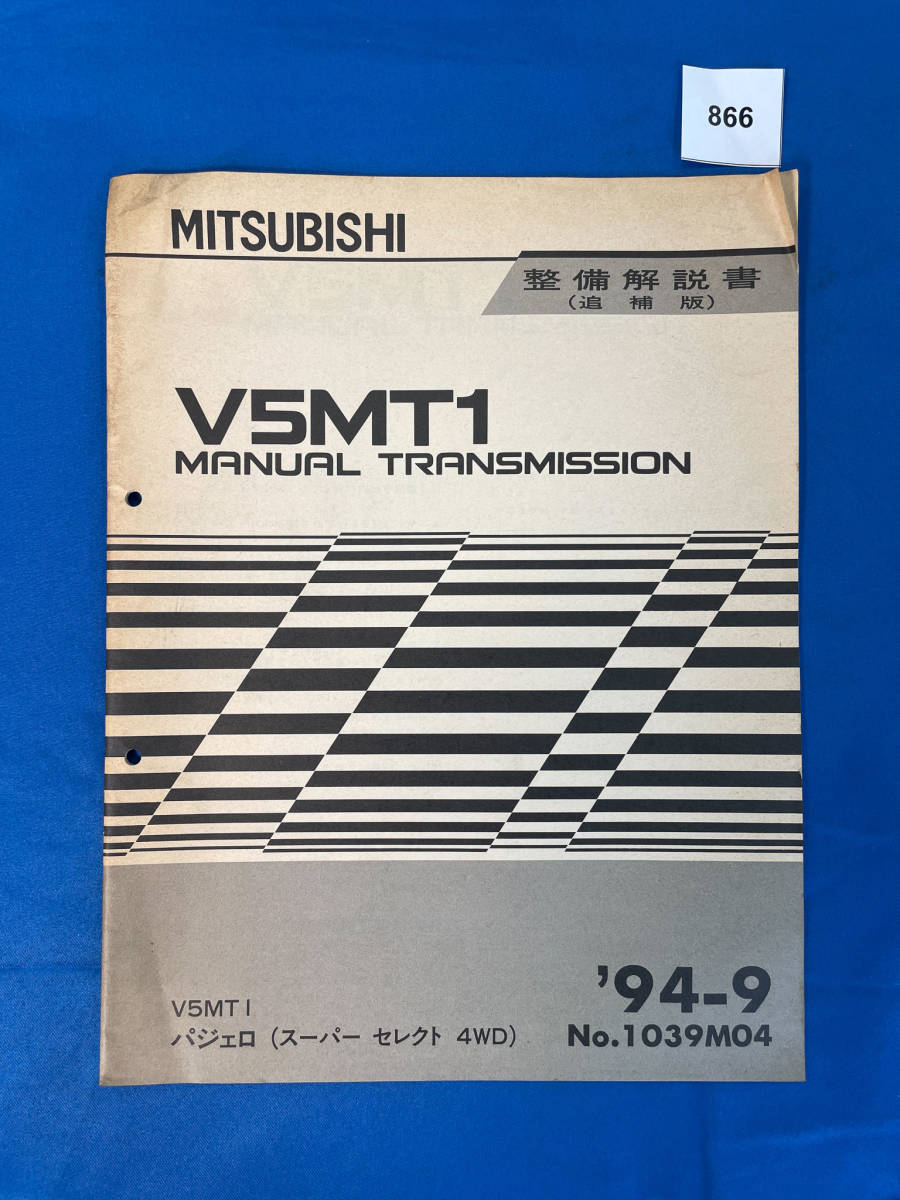 866
MITSUBISHI
整備解説書
(追補版)
V5MT1
MANUAL TRANSMISSION
'94-9
V5MT1
パジェロ (スーパー セレクト 4WD)
No.1039M04